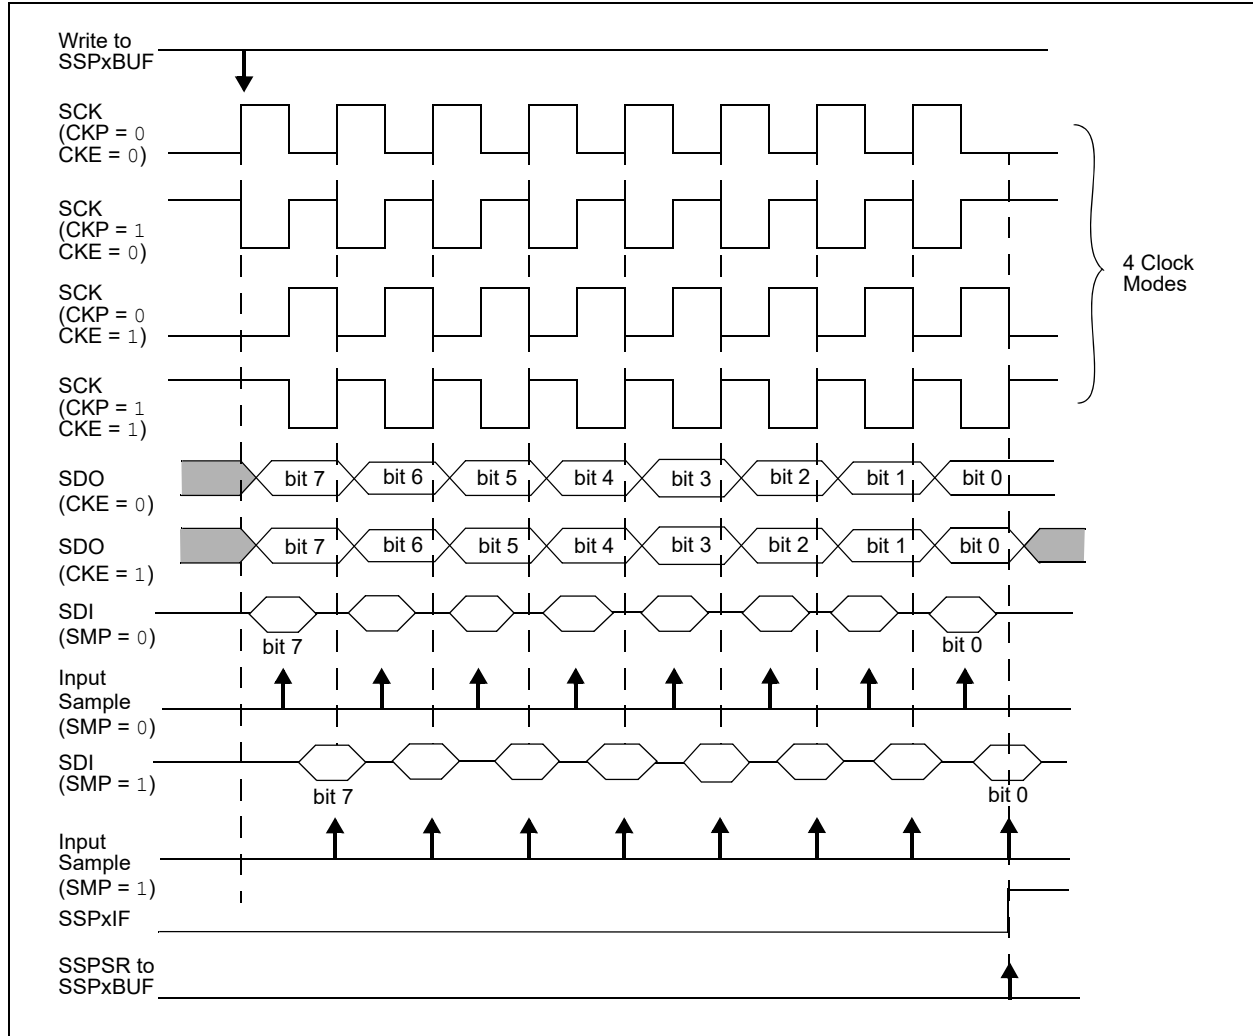 Write to
SSPxBUF
SCK
(CKP = 0
CKE = 0)
SCK
(CKP = 1
CKE = 0)
4 Clock
Modes
SCK
(CKP = 0
CKE = 1)
SCK
(CKP = 1
CKE = 1)
SDO
(CKE = 0)
bit 7 bit 6 bit 5 bit 4 bit 3 bit 2 bit 1 bit 0
SDO
(CKE = 1)
bit 7 bit 6 bit 5 bit 4 bit 3 bit 2 bit 1 bit 0
SDI
(SMP = 0)
bit 7 bit 0
Input
Sample
(SMP = 0)
SDI
(SMP = 1)
bit 7 bit 0
Input
Sample
(SMP = 1)
SSPxIF
SSPSR to
SSPxBUF